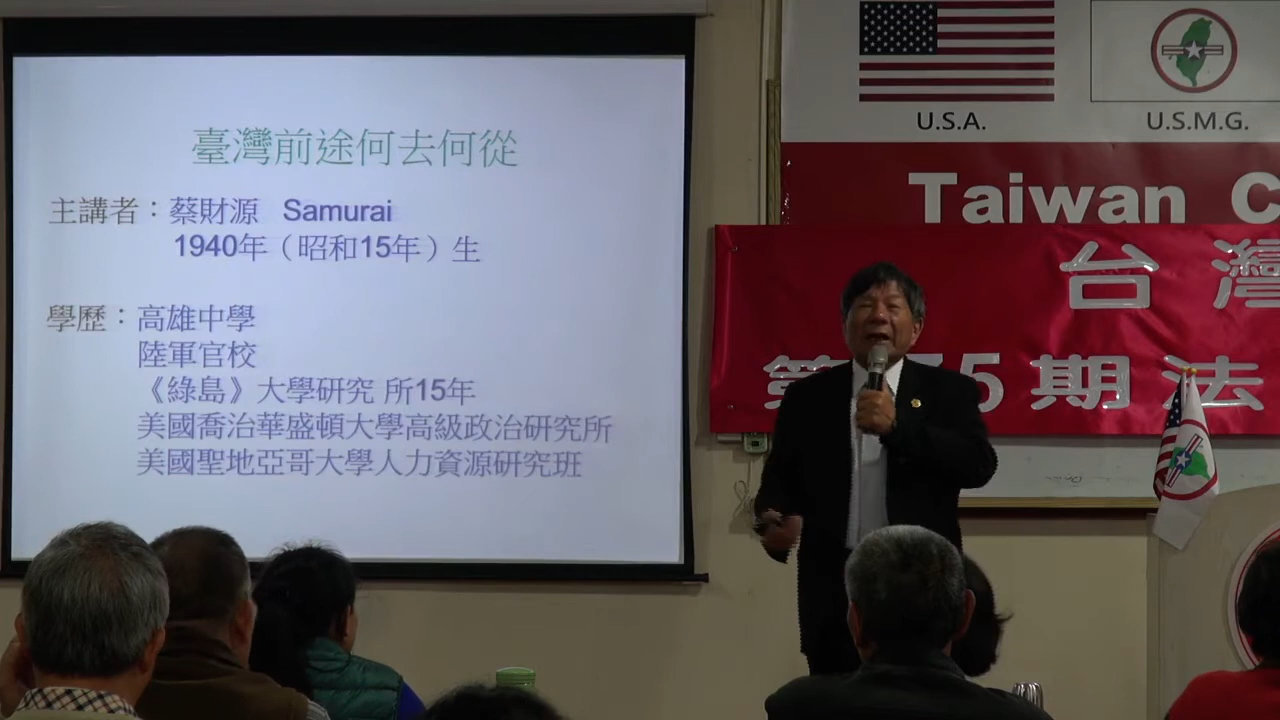 臺灣前途何去何從
主講者：蔡財源 Samurai
1940年（昭和15年）生
學歷：高雄中學
陸軍官校
《綠島》大學研究 所15年
美國喬治華盛頓大學高級政治研究所
美國聖地亞哥大學人力資源研究班
U.S.A.
U.S.M.G.
Taiwan C
台灣
第 5期法